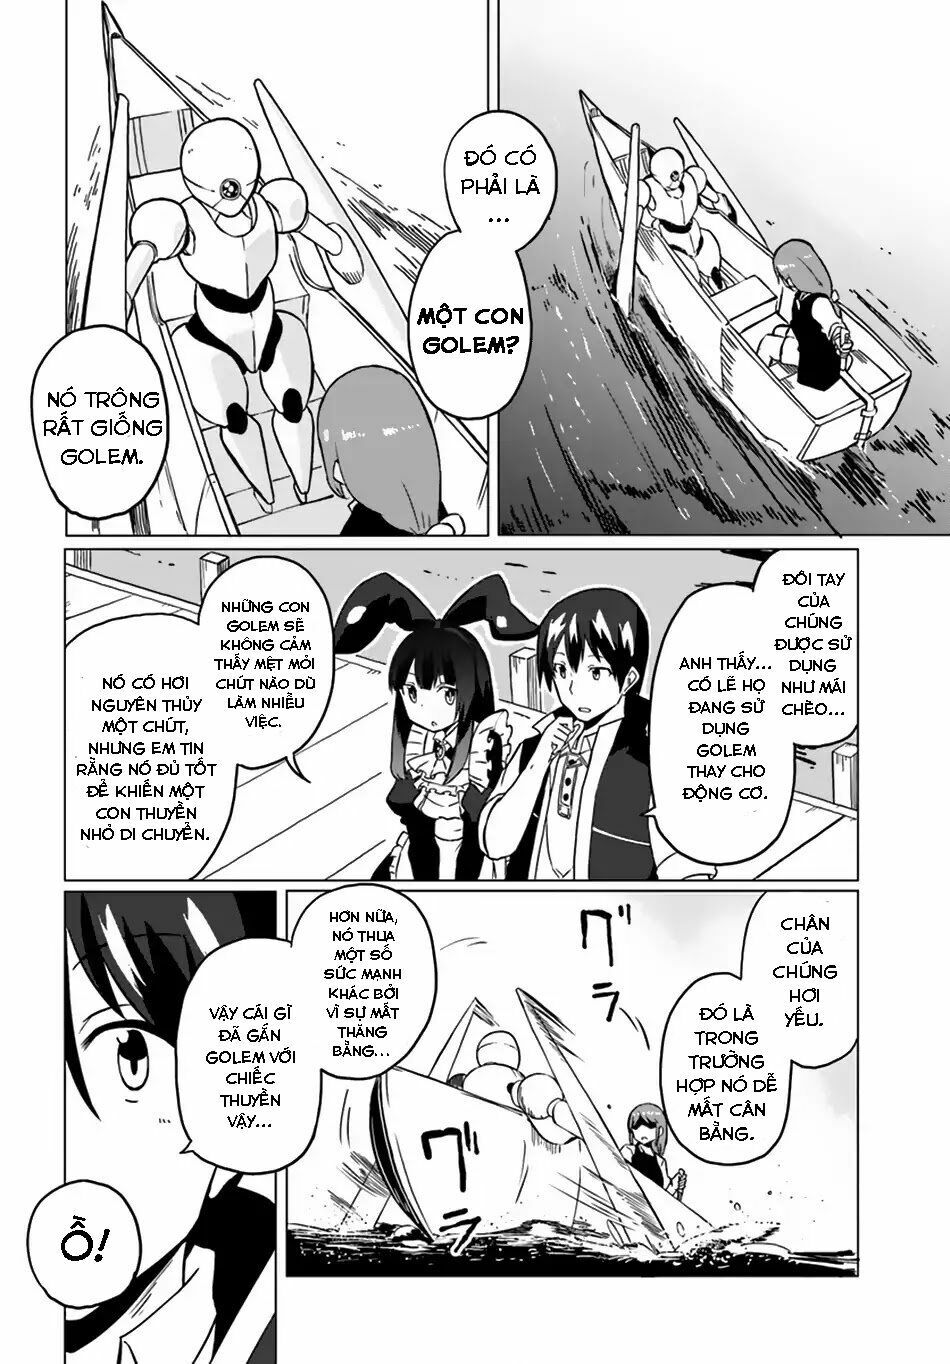 ĐÓ CÓ
PHẢI LÀ
...
MỘT CON
GOLEM?
NÓ TRÔNG
RẤT GIỐNG
GOLEM.
ĐÔI TAY
CỦA
CHÚNG
ĐƯỢC SỬ
DỤNG
NHƯ MÁI
CHÈO...
ANH THẤY...
CÓ LẼ HỌ
ĐANG SỬ
DỤNG
GOLEM
THAY CHO
ĐỘNG CƠ.
NHỮNG CON
GOLEM SẼ
KHÔNG CẢM
THẤY MỆT MỎI
CHÚT NÀO DÙ
LÀM NHIỀU
VIỆC.
NÓ CÓ HƠI
NGUYÊN THỦY
MỘT CHÚT,
NHƯNG EM TIN
RẰNG NÓ ĐỦ TỐT
ĐỂ KHIẾN MỘT
CON THUYỀN
NHỎ DI CHUYỂN.
CHÂN
CỦA
CHÚNG
HƠI
YẾU.
ĐÓ LÀ
TRONG
TRƯỜNG
HỢP NÓ DỄ
MẤT CÂN
BẰNG.
グ
ラ
グ
ラ
HƠN NỮA,
NÓ THUA
MỘT SỐ
SỨC MẠNH
KHÁC BỞI
VÌ SỰ MẤT
THĂNG
BẰNG...
VẬY CÁI GÌ
ĐÃ GẮN
GOLEM VỚI
CHIẾC
THUYỀN
VẬY...
Ồ!